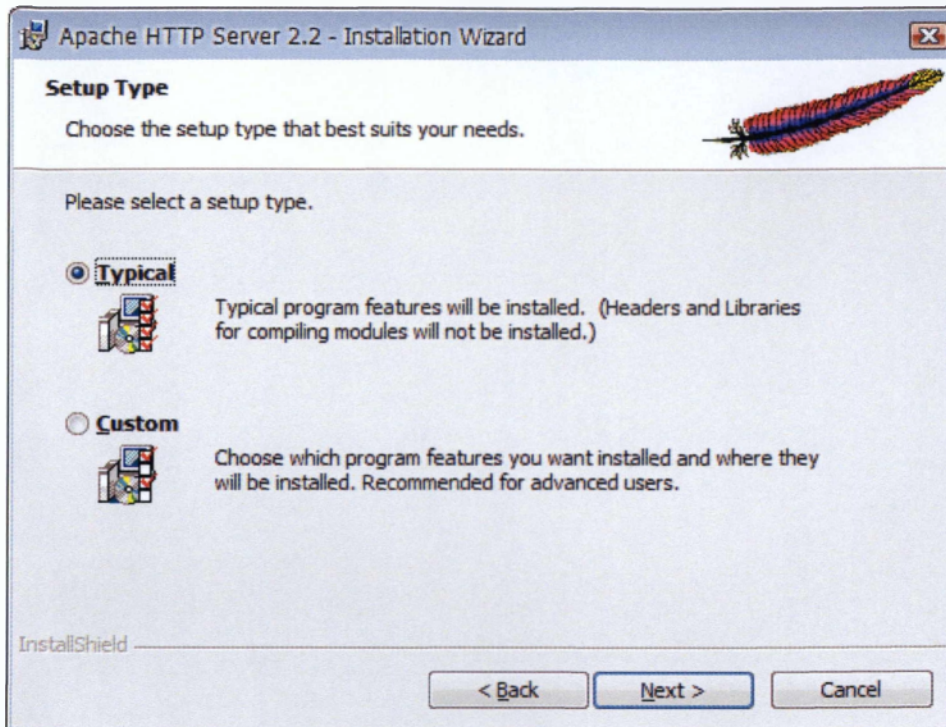 Apache HTTP Server 2.2 - Installation Wizard
Setup Type
Choose the setup type that best suits your needs.
Please select a setup type.
Typical
Typical program features will be installed. (Headers and Libraries
for compiling modules will not be installed.)
Custom
Choose which program features you want installed and where they
will be installed. Recommended for advanced users.
InstallShield
< Back
Next >
Cancel